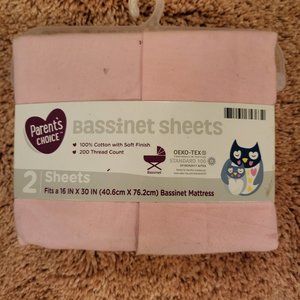 Parent's
CHOICE
Bassinet Sheets
100% Cotton with Soft Finish
200 Thread Count
OEKO-TEX®
STANDARD 100
2 Sheets
Fits a 16 IN X 30 IN (40.6cm X 76.2cm) Bassinet Mattress